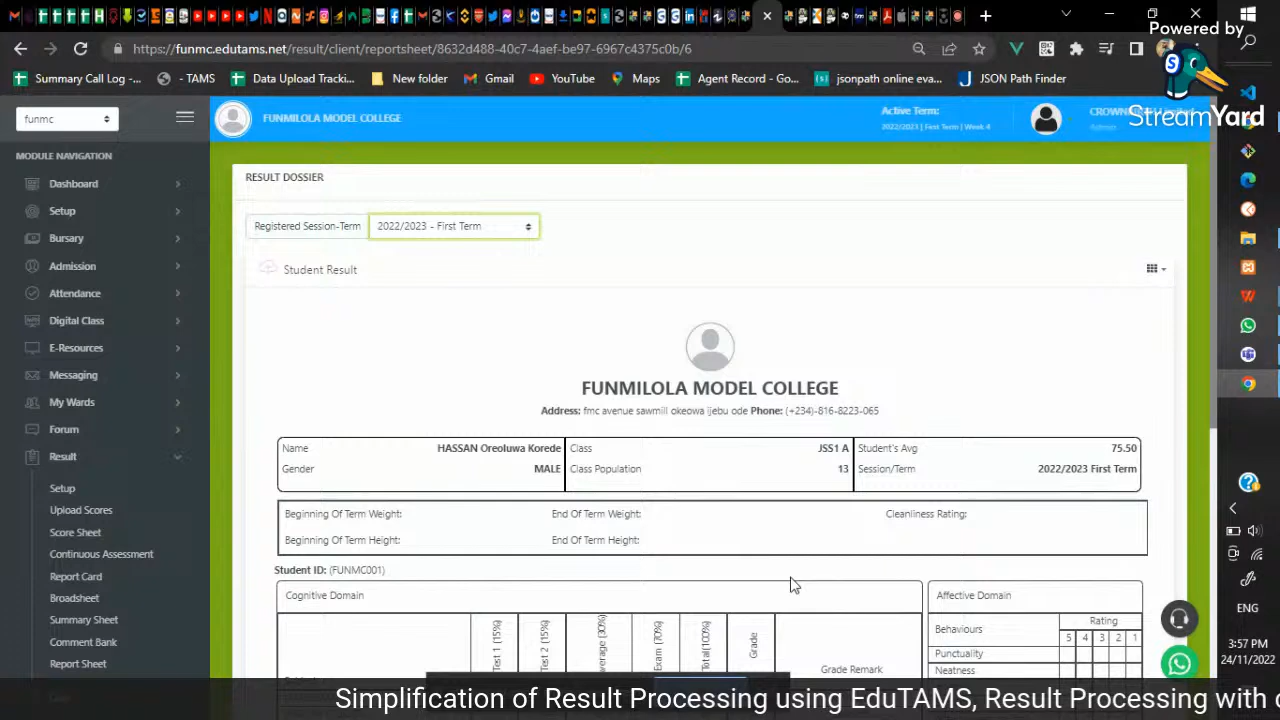 Powered by
StreamYard
https://funmc.edutams.net/result/client/reportsheet/8632d488-40c7-4aef-be97-6967c4375c0b/6
Summary Call Log -...
- TAMS
Data Upload Tracki...
New folder
Gmail
YouTube
Maps
Agent Record - Go...
jsonpath online eva...
JSON Path Finder
funmc
FUNMILOLA MODEL COLLEGE
Active Term:
2022/2023 | First Term | Week 4
MODULE NAVIGATION
Dashboard
Setup
Bursary
Admission
Attendance
Digital Class
E-Resources
Messaging
My Wards
Forum
Result
Setup
Upload Scores
Score Sheet
Continuous Assessment
Report Card
Broadsheet
Summary Sheet
Comment Bank
Report Sheet
RESULT DOSSIER
Registered Session-Term
2022/2023 - First Term
Student Result
FUNMILOLA MODEL COLLEGE
Address: fmc avenue sawmill okeowa ijebu ode Phone: (+234)-816-8223-065
Name HASSAN Oreoluwa Korede Class JSS1 A Student's Avg 75.50
Gender MALE Class Population 13 Session/Term 2022/2023 First Term
Beginning Of Term Weight: End Of Term Weight: Cleanliness Rating:
Beginning Of Term Height: End Of Term Height:
Student ID: (FUNMC001)
Cognitive Domain
Test 1 (15%)
Test 2 (15%)
Exam (70%)
Total(100%)
Grade
Grade Remark
Affective Domain
Behaviours
Rating
5 4 3 2 1
Punctuality
Neatness
ENG
3:57 PM
24/11/2022
Simplification of Result Processing using EduTAMS, Result Processing with